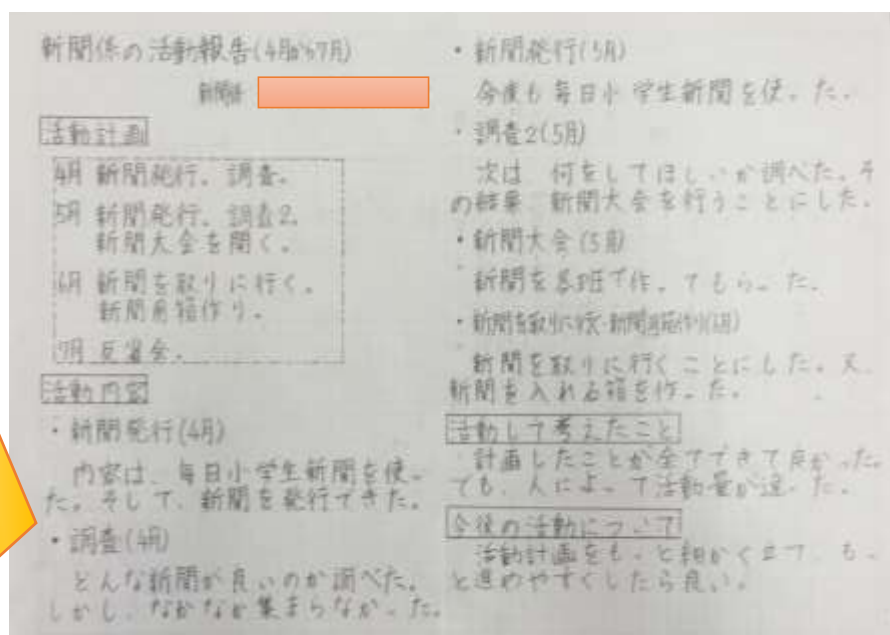 新聞係の活動報告(4月から7月)
新聞係
活動計画
4月 新聞発行。調査。
5月 新聞発行。調査2。
新聞大会を開く。
6月 新聞を取りに行く。
新聞用箱作り。
7月 反省会。
活動内容
・新聞発行(4月)
内容は、毎日小学生新聞を使っ
た。そして、新聞を発行できた。
・調査(4月)
どんな新聞が良いのか調べた。
しかし、なかなか集まらなかった。
・新聞発行(5月)
今度も毎日小学生新聞を使った。
・調査2(5月)
次は 何をしてほしいか調べた。そ
の結果 新聞大会を行うことにした。
・新聞大会(5月)
新聞を各班で作ってもらった。
・新聞を取りに行く・新聞用箱作り(6月)
新聞を取りに行くことにした。又、
新聞を入れる箱を作った。
活動して考えたこと
計画したことが全てできて良かった。
でも、人によって活動量が違った。
今後の活動について
活動計画をもっと細かく立て、も
っと進めやすくしたら良い。